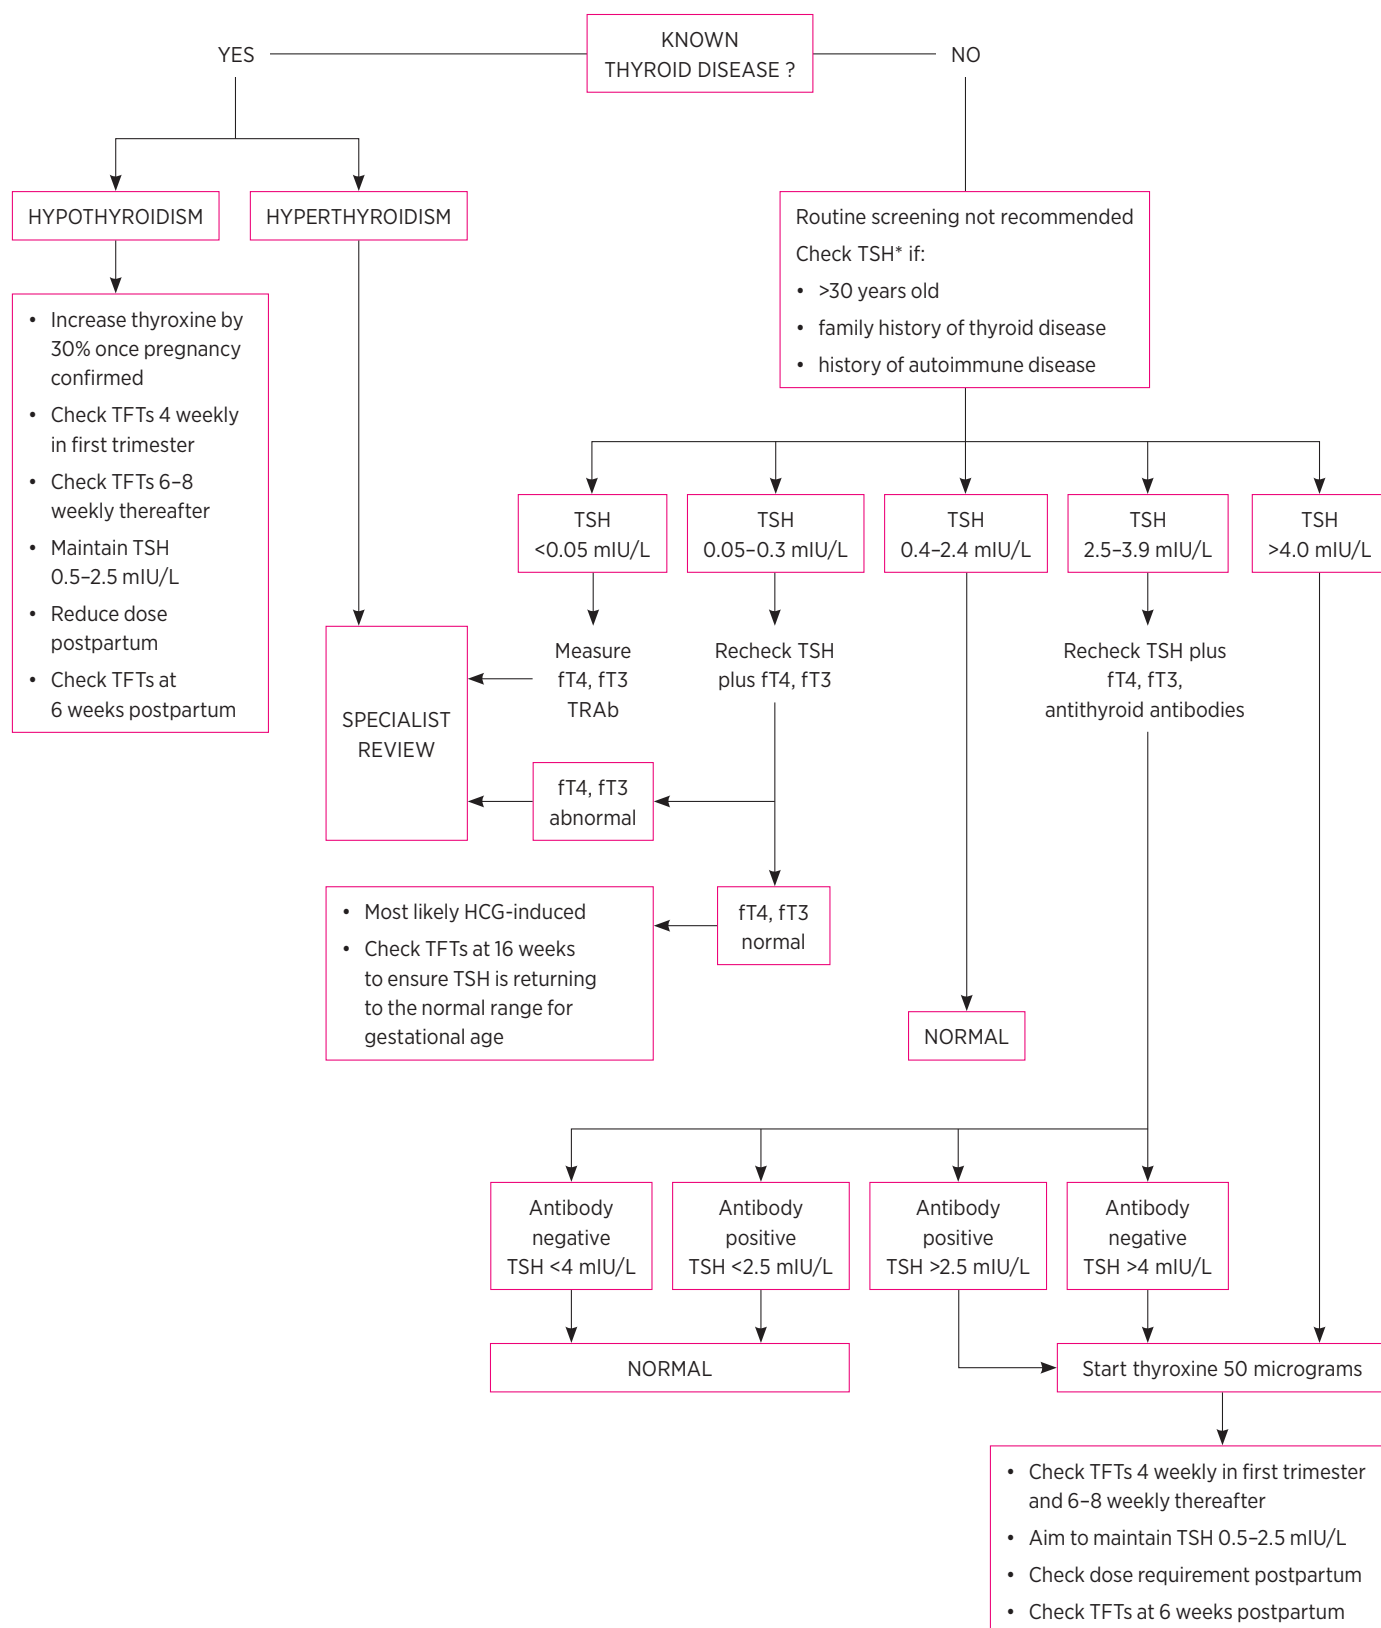 KNOWN
THYROID DISEASE ?
YES
NO
HYPOTHYROIDISM
HYPERTHYROIDISM
Routine screening not recommended
Check TSH* if:
• >30 years old
• family history of thyroid disease
• history of autoimmune disease
• Increase thyroxine by
30% once pregnancy
confirmed
• Check TFTs 4 weekly
in first trimester
• Check TFTs 6–8
weekly thereafter
• Maintain TSH
0.5–2.5 mIU/L
• Reduce dose
postpartum
• Check TFTs at
6 weeks postpartum
TSH
<0.05 mIU/L
TSH
0.05–0.3 mIU/L
TSH
0.4–2.4 mIU/L
TSH
2.5–3.9 mIU/L
TSH
>4.0 mIU/L
SPECIALIST
REVIEW
Measure
fT4, fT3
TRAb
Recheck TSH
plus fT4, fT3
Recheck TSH plus
fT4, fT3,
antithyroid antibodies
fT4, fT3
abnormal
• Most likely HCG-induced
• Check TFTs at 16 weeks
to ensure TSH is returning
to the normal range for
gestational age
fT4, fT3
normal
NORMAL
Antibody
negative
TSH <4 mIU/L
Antibody
positive
TSH <2.5 mIU/L
Antibody
positive
TSH >2.5 mIU/L
Antibody
negative
TSH >4 mIU/L
NORMAL
Start thyroxine 50 micrograms
• Check TFTs 4 weekly in first trimester
and 6–8 weekly thereafter
• Aim to maintain TSH 0.5–2.5 mIU/L
• Check dose requirement postpartum
• Check TFTs at 6 weeks postpartum